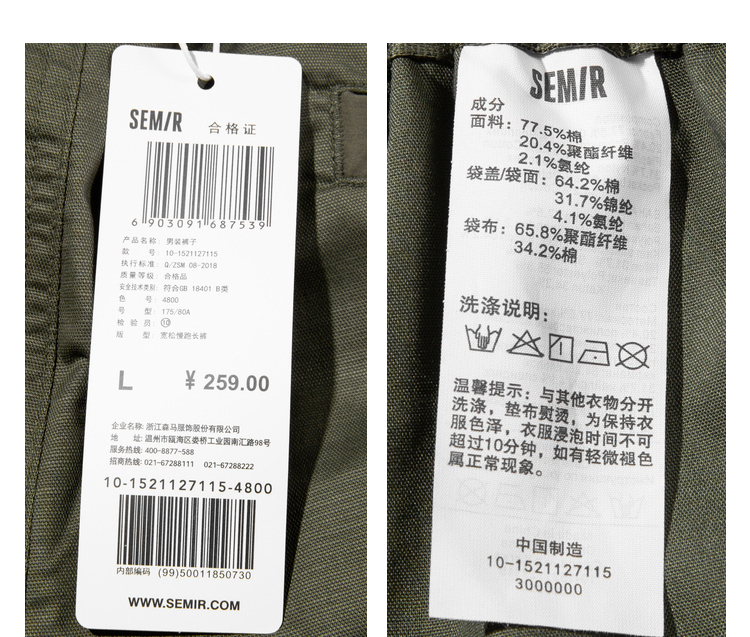 SEMIR 合格证
6 903091 687539
产品名称: 男装裤子
款 号: 10-1521127115
执行标准: Q/ZSM 08-2018
质量等级: 合格品
安全技术类别: 符合GB 18401 B类
色 号: 4800
号 型: 175/80A
检 验 员: ⑩
版 型: 宽松慢跑长裤
L ¥ 259.00
企业名称: 浙江森马服饰股份有限公司
地 址: 温州市瓯海区娄桥工业园南汇路98号
服务热线: 400-8877-588
招商热线: 021-67288111 021-67288222
10-1521127115-4800
内部编码 (99)50011850730
WWW.SEMIR.COM
SEMIR
成分
面料: 77.5%棉
20.4%聚酯纤维
2.1%氨纶
袋盖/袋面: 64.2%棉
31.7%锦纶
4.1%氨纶
袋布: 65.8%聚酯纤维
34.2%棉
洗涤说明:
温馨提示: 与其他衣物分开
洗涤，垫布熨烫，为保持衣
服色泽，衣服浸泡时间不可
超过10分钟，如有轻微褪色
属正常现象。
中国制造
10-1521127115
3000000